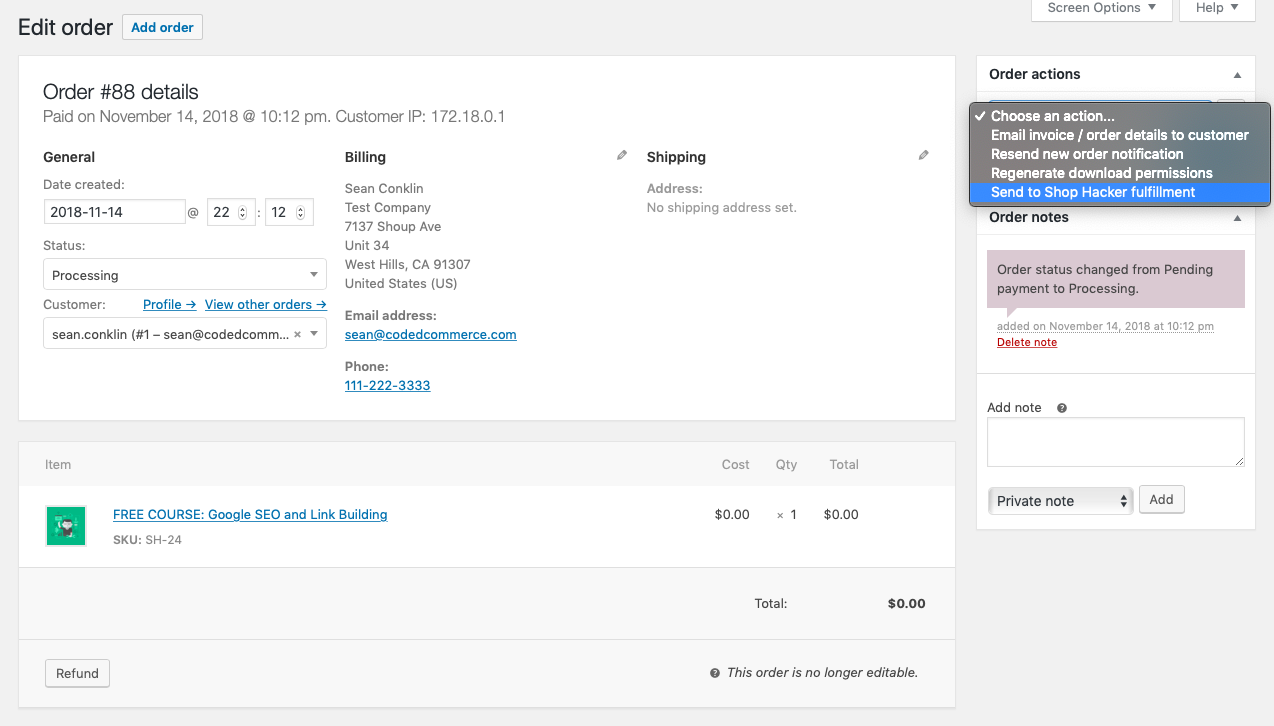 Edit order
Add order
Screen Options
Help
Order #88 details
Paid on November 14, 2018 @ 10:12 pm. Customer IP: 172.18.0.1
General
Date created:
2018-11-14 @ 22 : 12
Status:
Processing
Customer: Profile → View other orders →
sean.conklin (#1 – sean@codedcomm... ×
Billing
Sean Conklin
Test Company
7137 Shoup Ave
Unit 34
West Hills, CA 91307
United States (US)
Email address:
sean@codedcommerce.com
Phone:
111-222-3333
Shipping
Address:
No shipping address set.
Item Cost Qty Total
FREE COURSE: Google SEO and Link Building $0.00 × 1 $0.00
SKU: SH-24
Total: $0.00
Refund
This order is no longer editable.
Order actions
Choose an action...
Email invoice / order details to customer
Resend new order notification
Regenerate download permissions
Send to Shop Hacker fulfillment
Order notes
Order status changed from Pending
payment to Processing.
added on November 14, 2018 at 10:12 pm
Delete note
Add note
Private note
Add